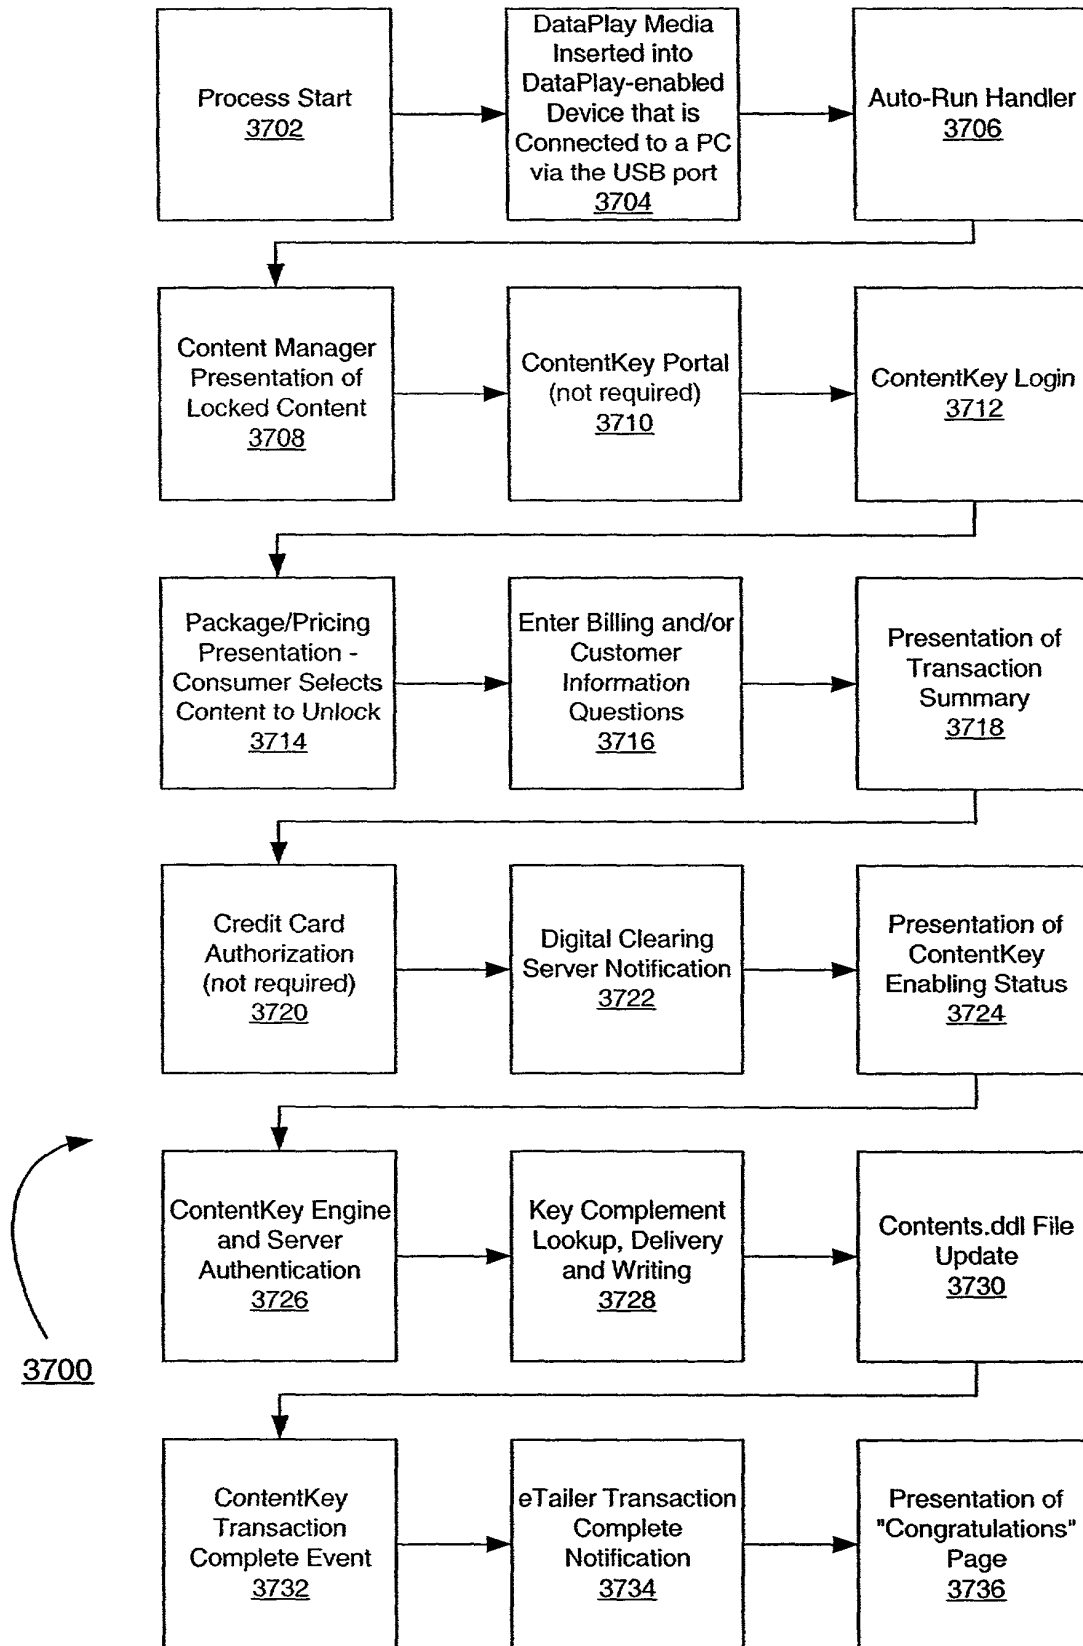 Process Start
3702
DataPlay Media
Inserted into
DataPlay-enabled
Device that is
Connected to a PC
via the USB port
3704
Auto-Run Handler
3706
Content Manager
Presentation of
Locked Content
3708
ContentKey Portal
(not required)
3710
ContentKey Login
3712
Package/Pricing
Presentation -
Consumer Selects
Content to Unlock
3714
Enter Billing and/or
Customer
Information
Questions
3716
Presentation of
Transaction
Summary
3718
Credit Card
Authorization
(not required)
3720
Digital Clearing
Server Notification
3722
Presentation of
ContentKey
Enabling Status
3724
ContentKey Engine
and Server
Authentication
3726
Key Complement
Lookup, Delivery
and Writing
3728
Contents.ddl File
Update
3730
3700
ContentKey
Transaction
Complete Event
3732
eTailer Transaction
Complete
Notification
3734
Presentation of
"Congratulations"
Page
3736